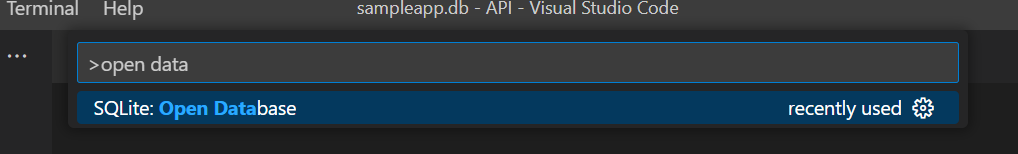 Terminal Help sampleapp.db - API - Visual Studio Code
>open data
SQLite: Open Database recently used